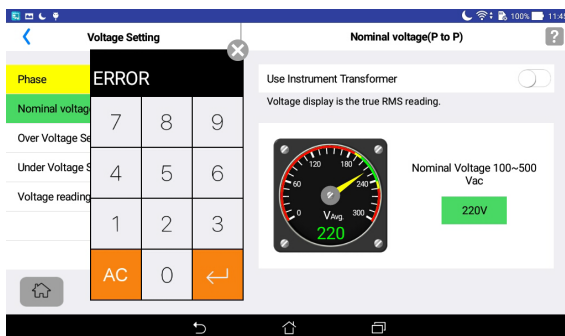 100% 11:45
Voltage Setting
Nominal voltage(P to P)
?
Phase
ERROR
Use Instrument Transformer
Nominal voltag
Voltage display is the true RMS reading.
Over Voltage Se
Under Voltage S
Voltage reading
7 8 9
4 5 6
1 2 3
AC 0
0 60 120 180 240 300
VAvg.
220
Nominal Voltage 100~500
Vac
220V